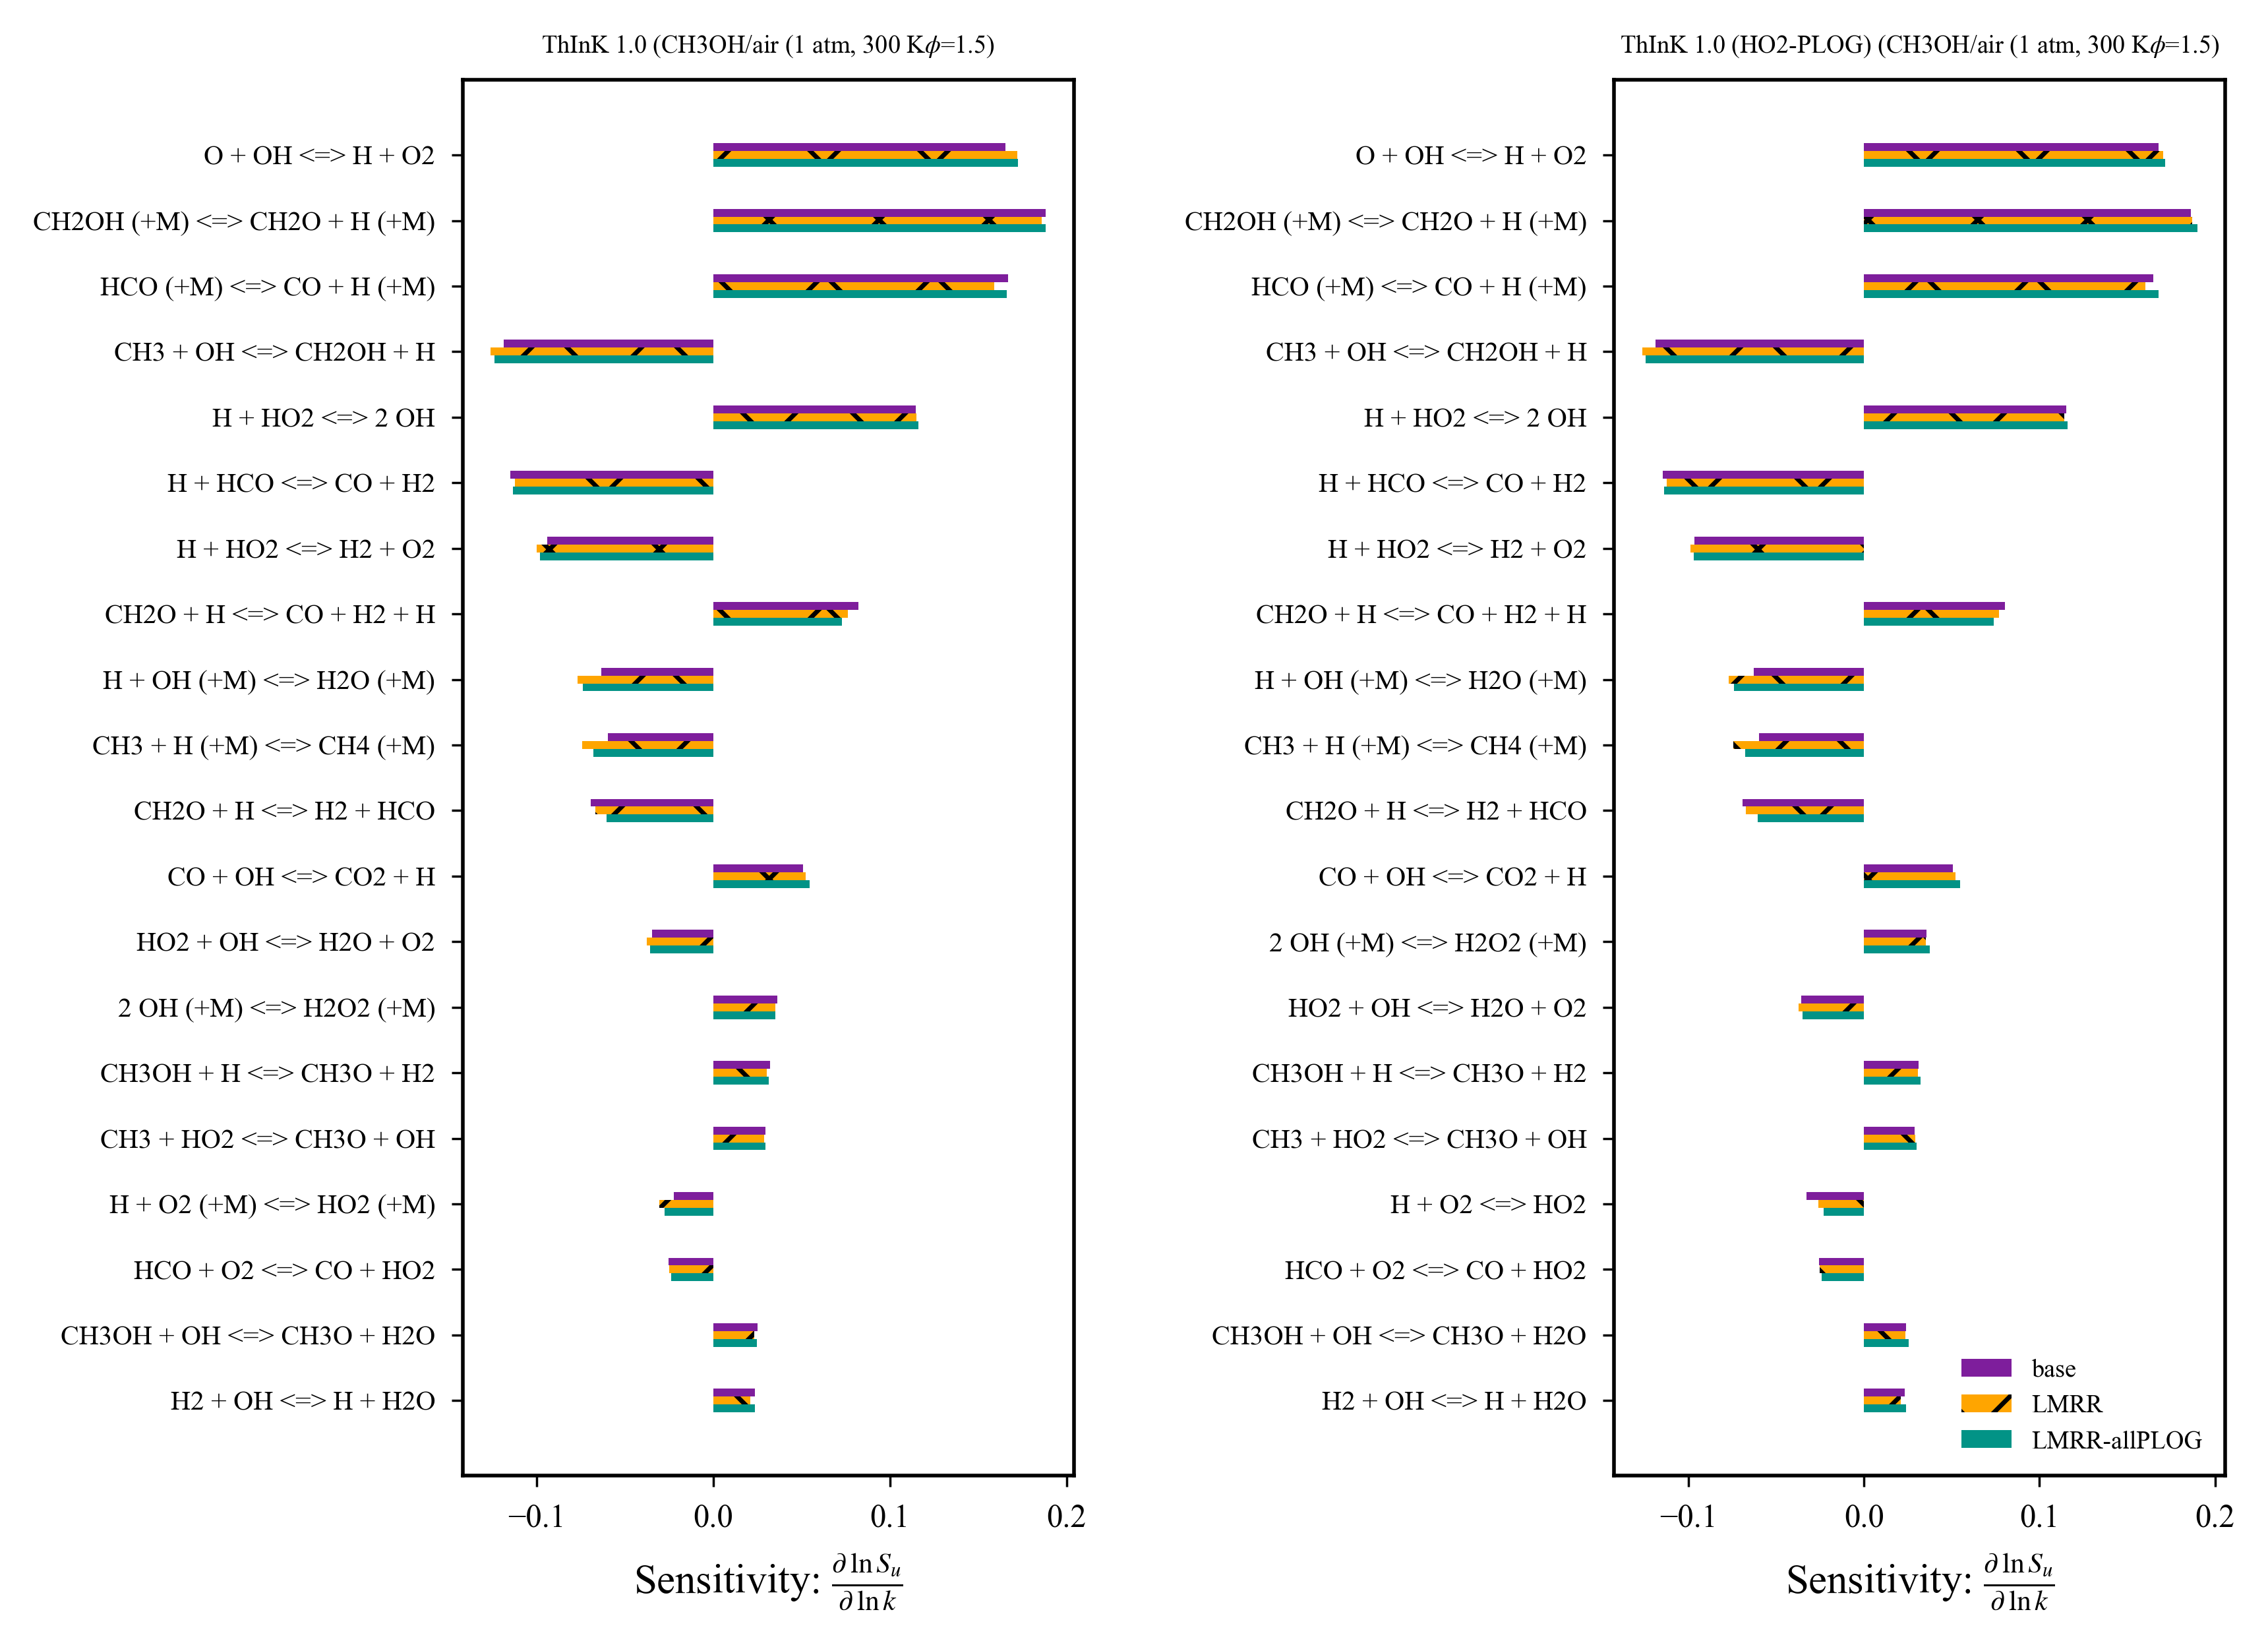 ThInK 1.0 (CH3OH/air (1 atm, 300 Kϕ=1.5)
O + OH <=> H + O2
CH2OH (+M) <=> CH2O + H (+M)
HCO (+M) <=> CO + H (+M)
CH3 + OH <=> CH2OH + H
H + HO2 <=> 2 OH
H + HCO <=> CO + H2
H + HO2 <=> H2 + O2
CH2O + H <=> CO + H2 + H
H + OH (+M) <=> H2O (+M)
CH3 + H (+M) <=> CH4 (+M)
CH2O + H <=> H2 + HCO
CO + OH <=> CO2 + H
HO2 + OH <=> H2O + O2
2 OH (+M) <=> H2O2 (+M)
CH3OH + H <=> CH3O + H2
CH3 + HO2 <=> CH3O + OH
H + O2 (+M) <=> HO2 (+M)
HCO + O2 <=> CO + HO2
CH3OH + OH <=> CH3O + H2O
H2 + OH <=> H + H2O
−0.1 0.0 0.1 0.2
Sensitivity: ∂ ln Su / ∂ ln k
ThInK 1.0 (HO2-PLOG) (CH3OH/air (1 atm, 300 Kϕ=1.5)
O + OH <=> H + O2
CH2OH (+M) <=> CH2O + H (+M)
HCO (+M) <=> CO + H (+M)
CH3 + OH <=> CH2OH + H
H + HO2 <=> 2 OH
H + HCO <=> CO + H2
H + HO2 <=> H2 + O2
CH2O + H <=> CO + H2 + H
H + OH (+M) <=> H2O (+M)
CH3 + H (+M) <=> CH4 (+M)
CH2O + H <=> H2 + HCO
CO + OH <=> CO2 + H
2 OH (+M) <=> H2O2 (+M)
HO2 + OH <=> H2O + O2
CH3OH + H <=> CH3O + H2
CH3 + HO2 <=> CH3O + OH
H + O2 <=> HO2
HCO + O2 <=> CO + HO2
CH3OH + OH <=> CH3O + H2O
H2 + OH <=> H + H2O
base
LMRR
LMRR-allPLOG
−0.1 0.0 0.1 0.2
Sensitivity: ∂ ln Su / ∂ ln k